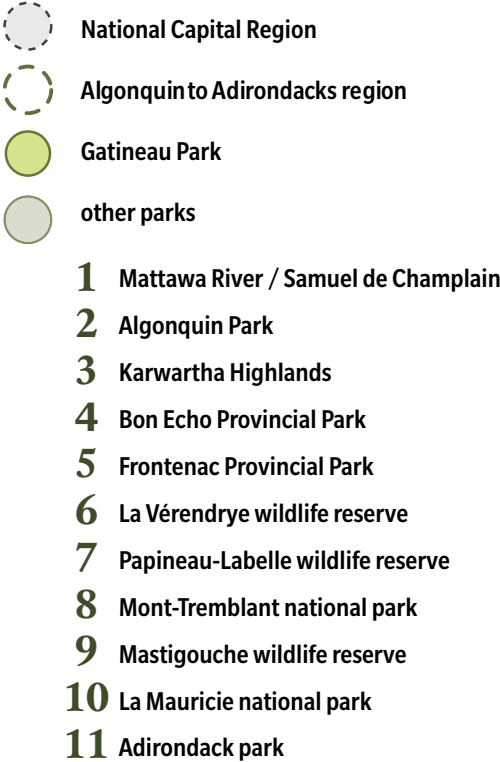 National Capital Region
Algonquin to Adirondacks region
Gatineau Park
other parks
1 Mattawa River / Samuel de Champlain
2 Algonquin Park
3 Karwartha Highlands
4 Bon Echo Provincial Park
5 Frontenac Provincial Park
6 La Vérendrye wildlife reserve
7 Papineau-Labelle wildlife reserve
8 Mont-Tremblant national park
9 Mastigouche wildlife reserve
10 La Mauricie national park
11 Adirondack park